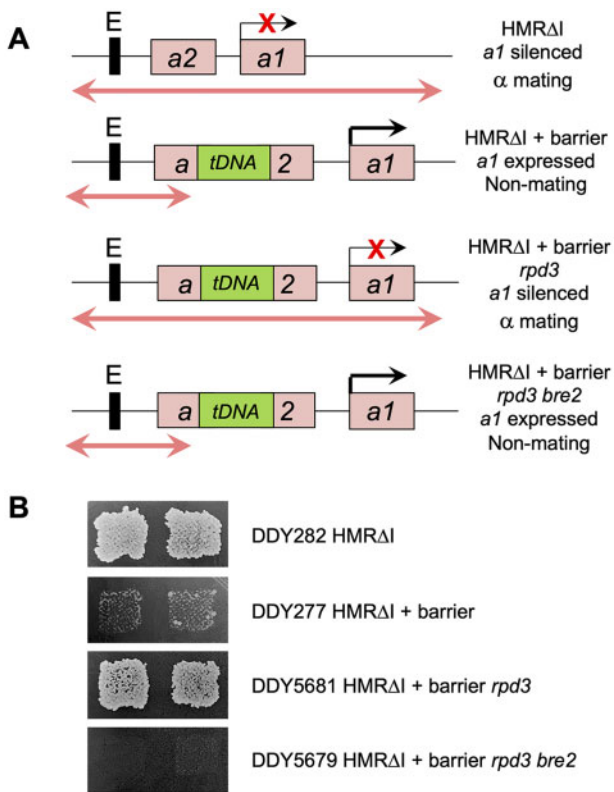 A
E
a2
X
a1
HMRΔI
a1 silenced
α mating
E
a
tDNA
2
a1
HMRΔI + barrier
a1 expressed
Non-mating
E
a
tDNA
2
X
a1
HMRΔI + barrier
rpd3
a1 silenced
α mating
E
a
tDNA
2
a1
HMRΔI + barrier
rpd3 bre2
a1 expressed
Non-mating
B
DDY282 HMRΔI
DDY277 HMRΔI + barrier
DDY5681 HMRΔI + barrier rpd3
DDY5679 HMRΔI + barrier rpd3 bre2